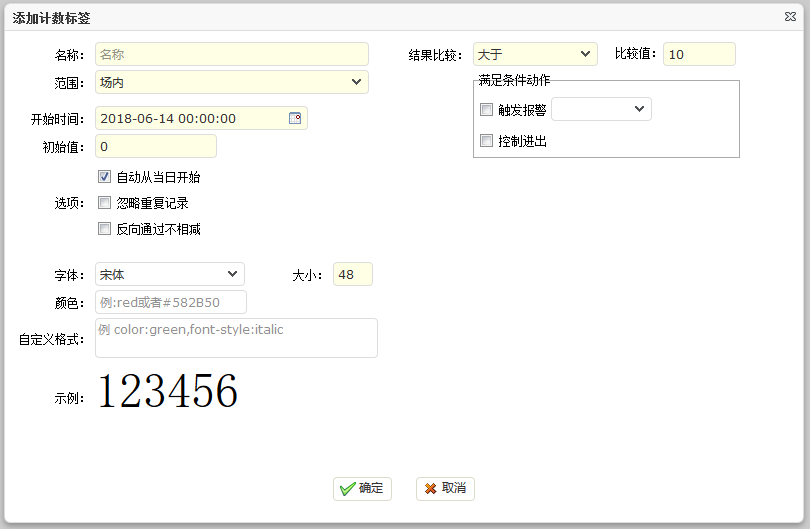 添加计数标签
名称： 名称
范围： 场内
开始时间： 2018-06-14 00:00:00
初始值： 0
选项：
自动从当日开始
忽略重复记录
反向通过不相减
字体： 宋体 大小： 48
颜色： 例:red或者#582B50
自定义格式： 例 color:green,font-style:italic
示例： 123456
结果比较： 大于 比较值： 10
满足条件动作
触发报警
控制进出
确定 取消